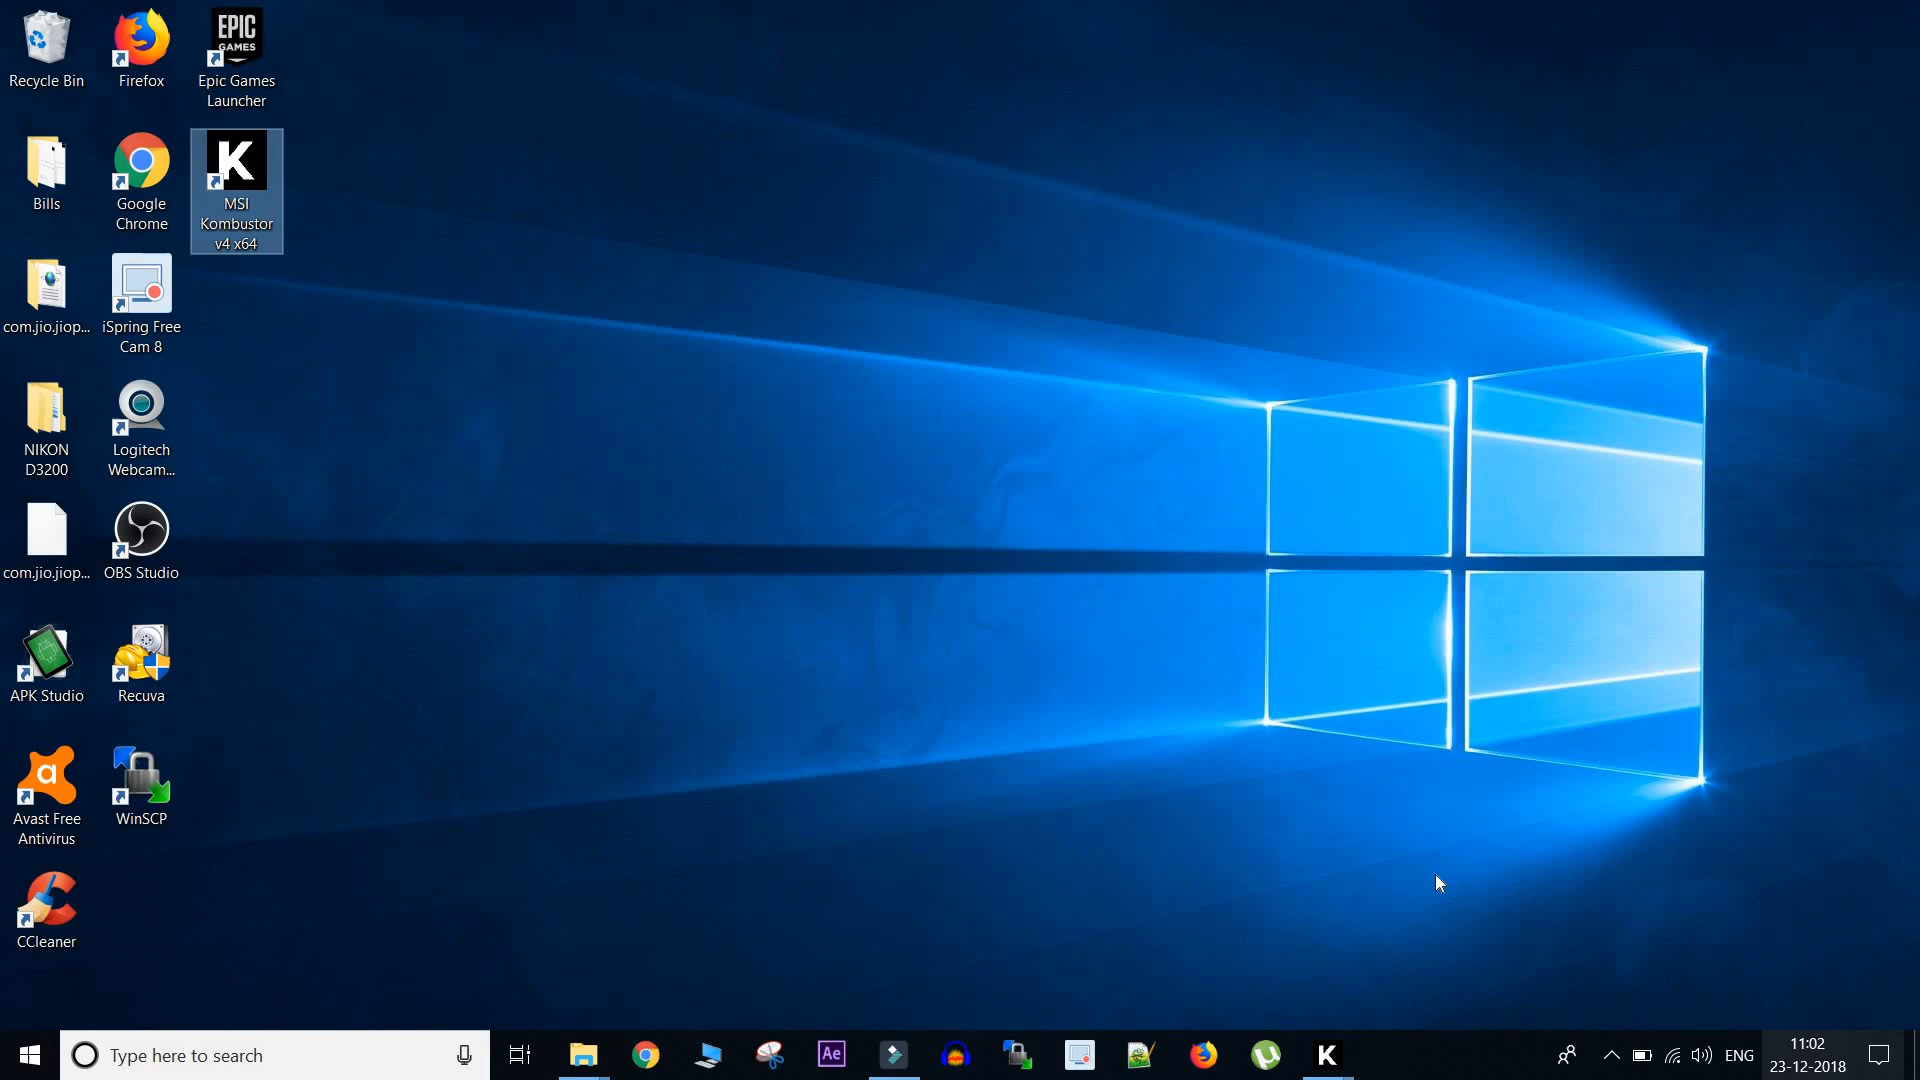 Recycle Bin
Firefox
EPIC
GAMES
Epic Games
Launcher
Bills
Google
Chrome
K
MSI
Kombustor
v4 x64
com.jio.jiop...
iSpring Free
Cam 8
NIKON
D3200
Logitech
Webcam...
com.jio.jiop...
OBS Studio
APK Studio
Recuva
a
Avast Free
Antivirus
WinSCP
CCleaner
Type here to search
Ae
K
ENG
11:02
23-12-2018